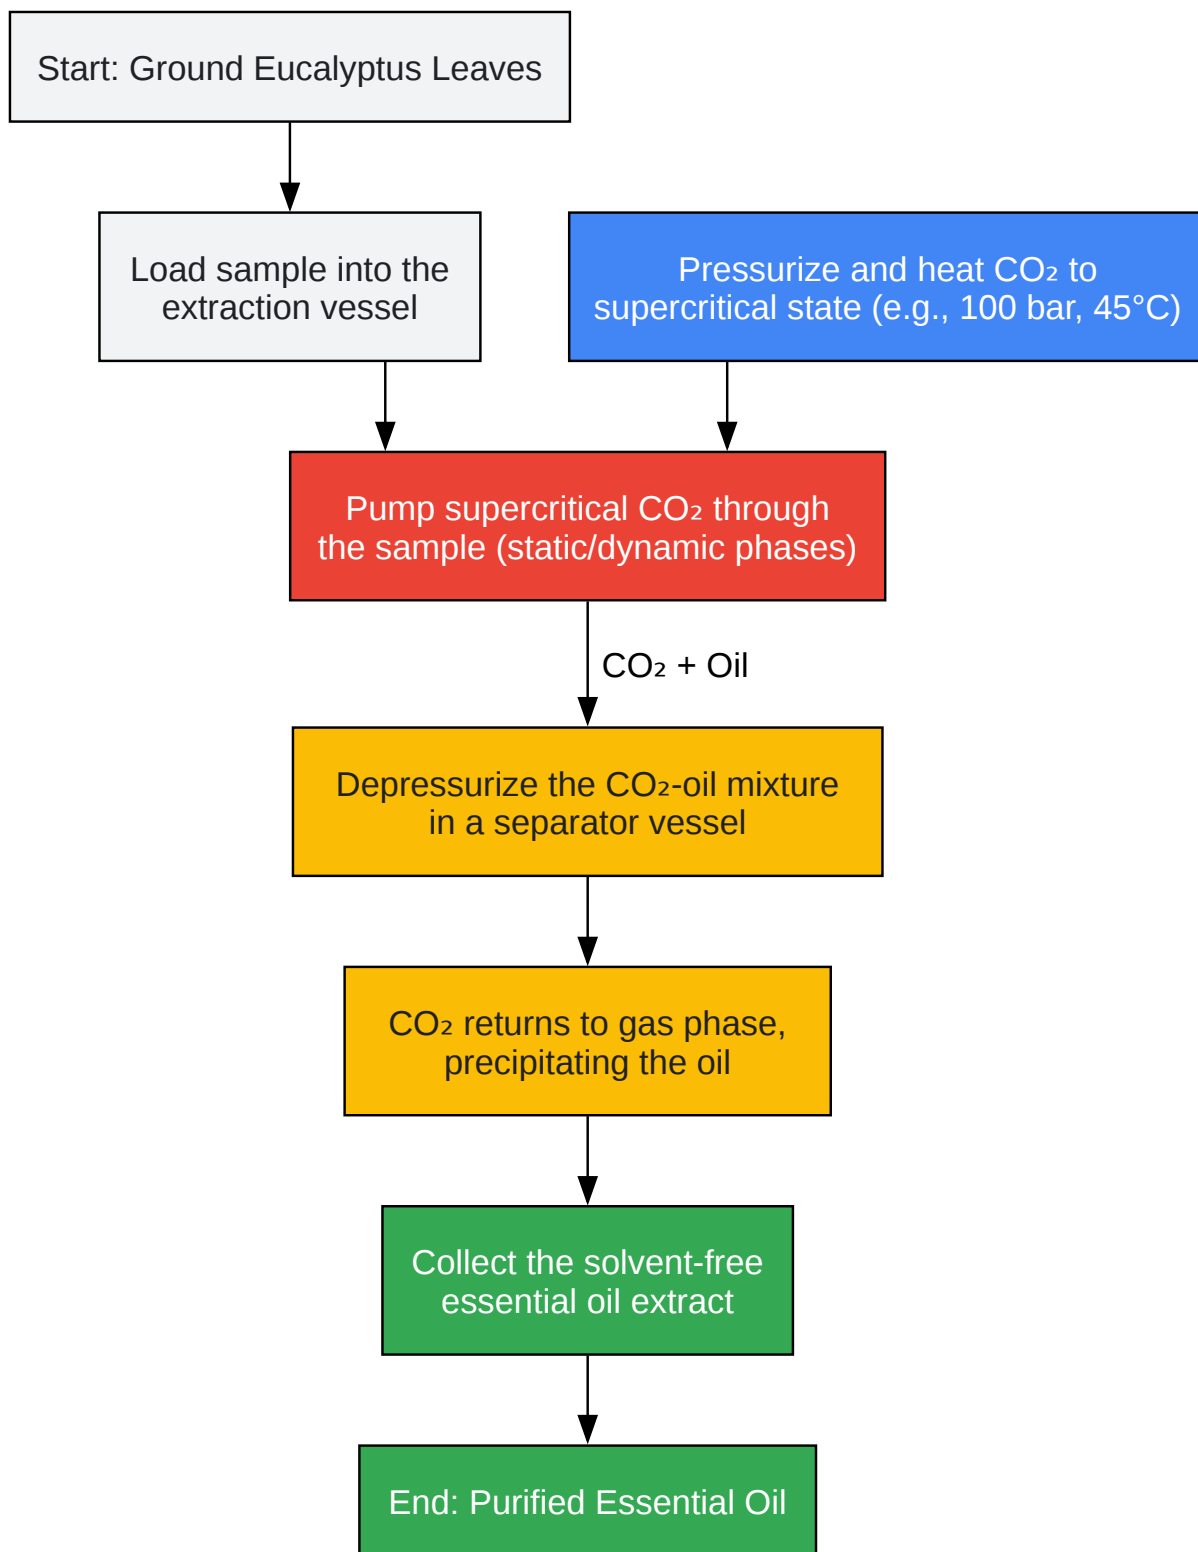 Start: Ground Eucalyptus Leaves
Load sample into the
extraction vessel
Pressurize and heat CO₂ to
supercritical state (e.g., 100 bar, 45°C)
Pump supercritical CO₂ through
the sample (static/dynamic phases)
CO₂ + Oil
Depressurize the CO₂-oil mixture
in a separator vessel
CO₂ returns to gas phase,
precipitating the oil
Collect the solvent-free
essential oil extract
End: Purified Essential Oil